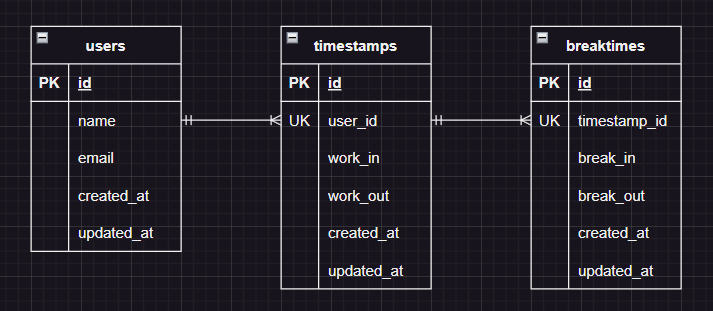 users
PK id
name
email
created_at
updated_at
timestamps
PK id
UK user_id
work_in
work_out
created_at
updated_at
breaktimes
PK id
UK timestamp_id
break_in
break_out
created_at
updated_at